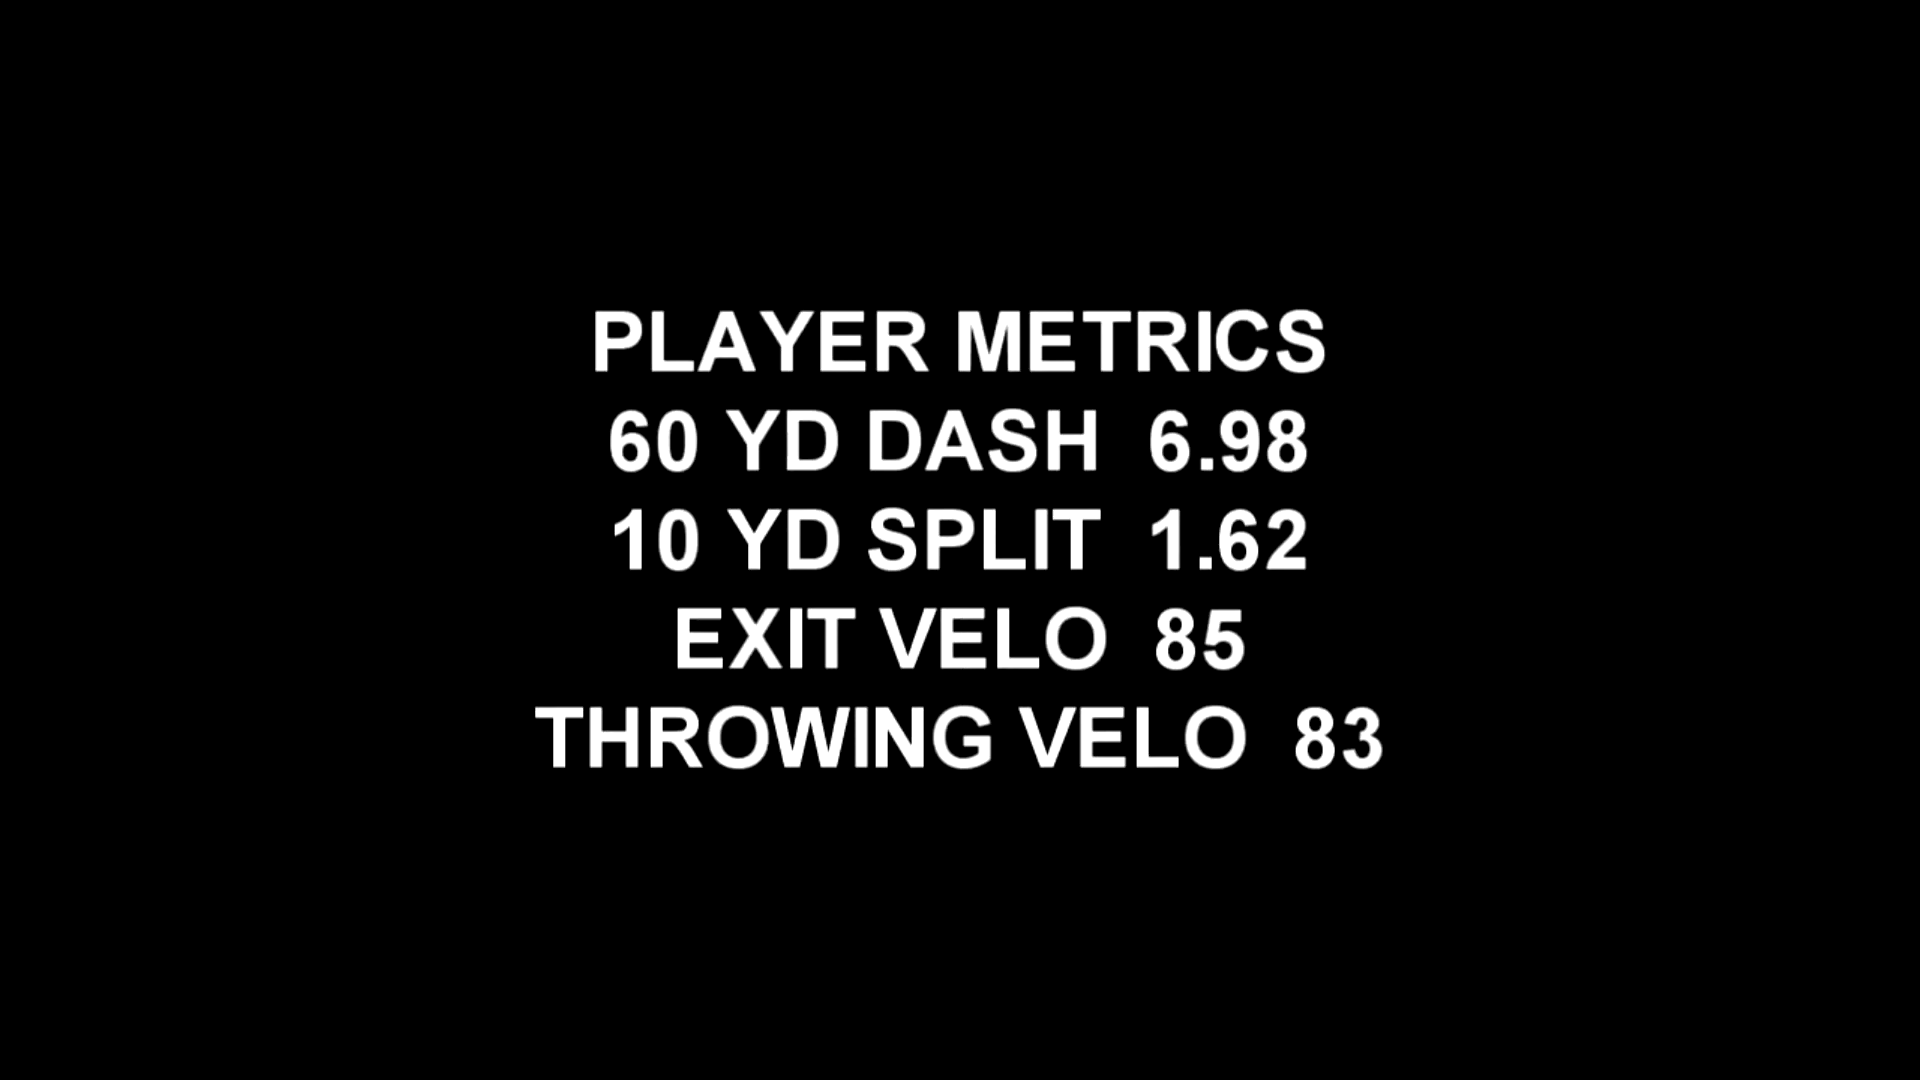 PLAYER METRICS
60 YD DASH  6.98
10 YD SPLIT  1.62
EXIT VELO  85
THROWING VELO  83